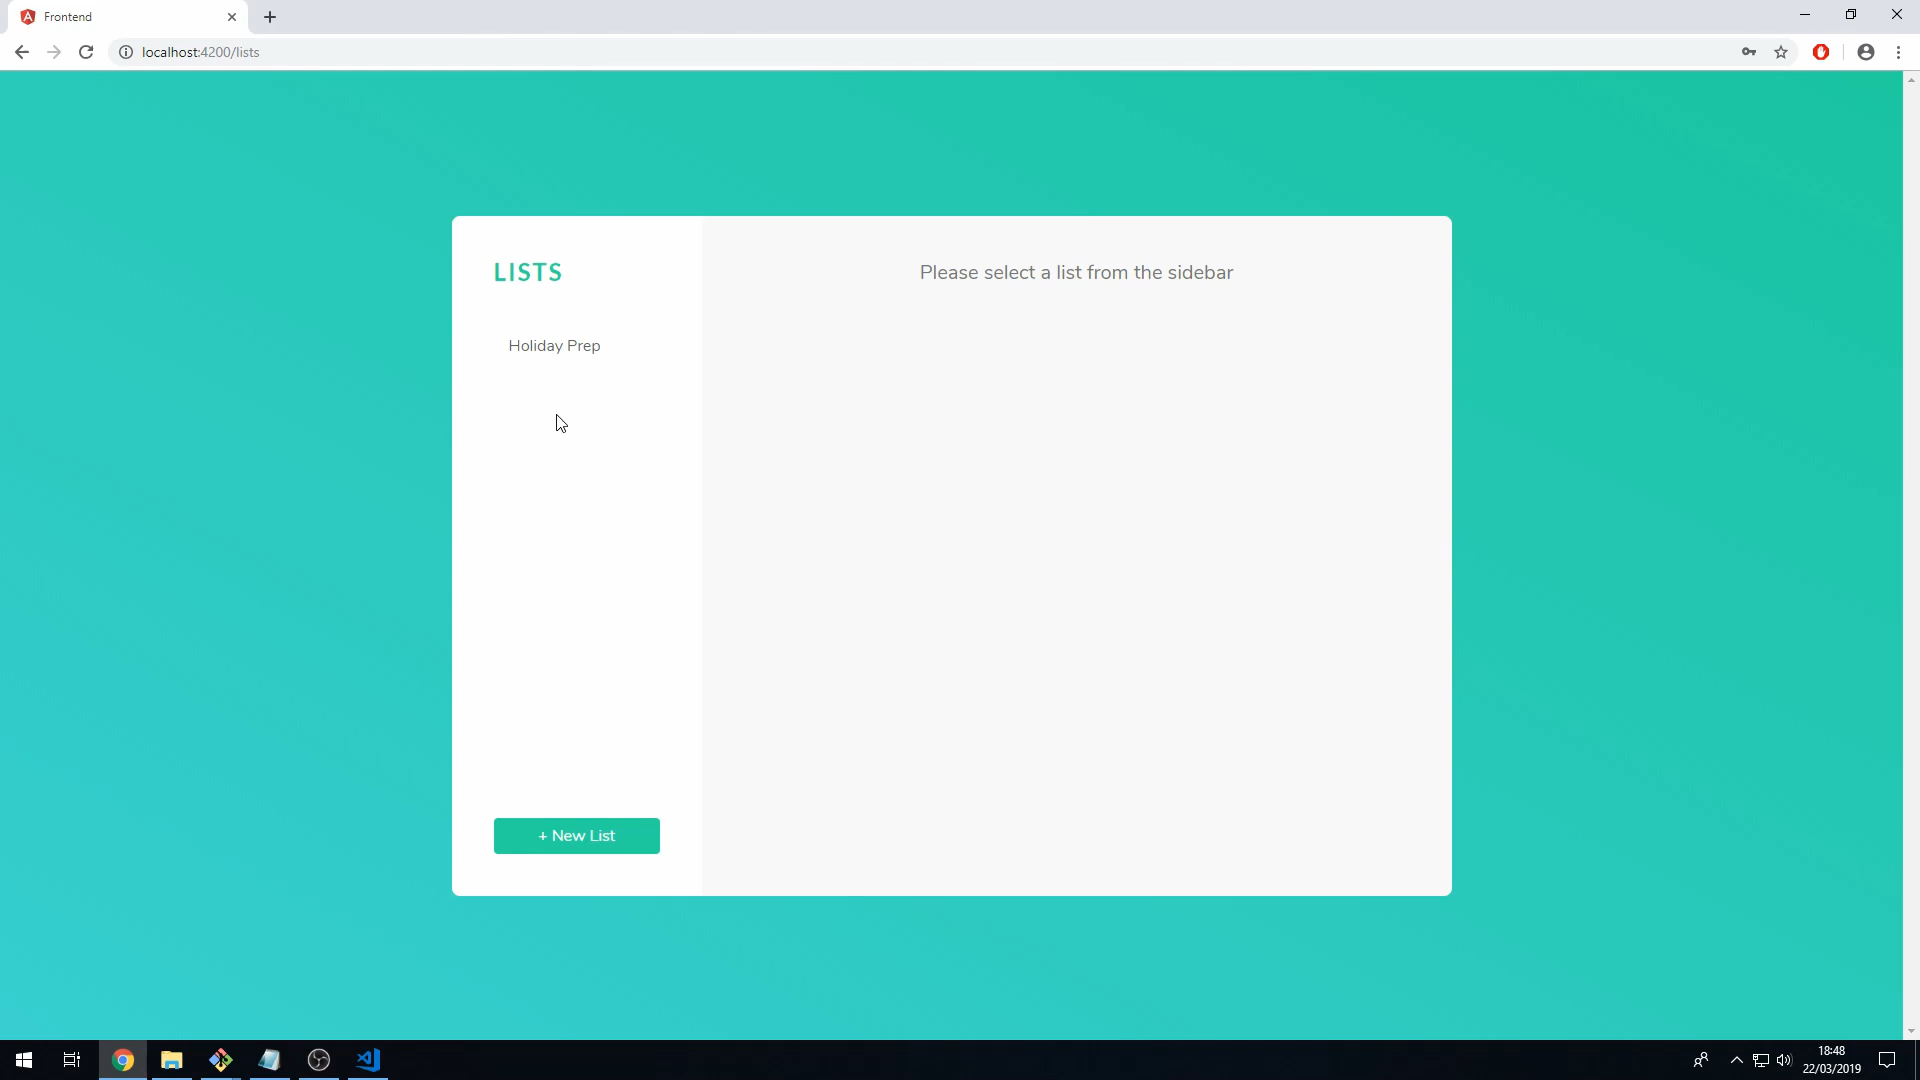 Frontend
localhost:4200/lists
LISTS
Please select a list from the sidebar
Holiday Prep
+ New List
18:48
22/03/2019